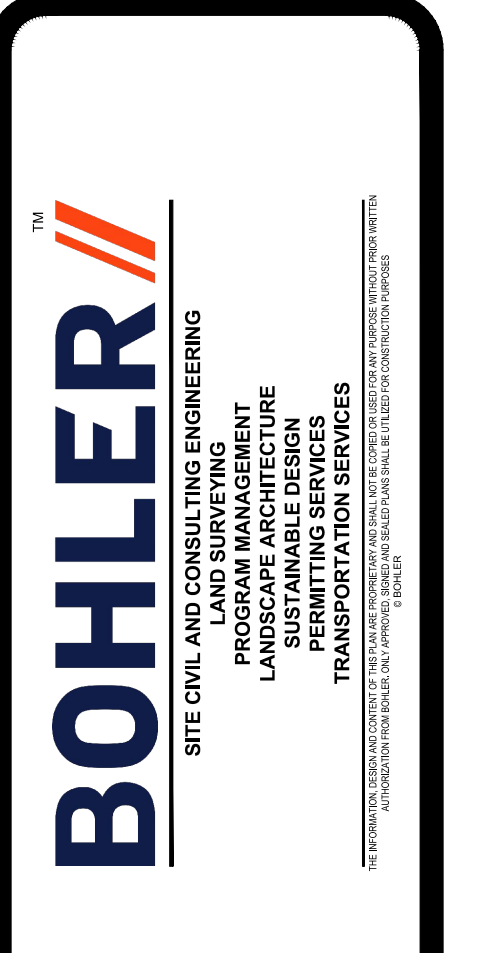 BOHLER
TM
SITE CIVIL AND CONSULTING ENGINEERING
LAND SURVEYING
PROGRAM MANAGEMENT
LANDSCAPE ARCHITECTURE
SUSTAINABLE DESIGN
PERMITTING SERVICES
TRANSPORTATION SERVICES
THE INFORMATION, DESIGN AND CONTENT OF THIS PLAN ARE PROPRIETARY AND SHALL NOT BE COPIED OR USED FOR ANY PURPOSE WITHOUT PRIOR WRITTEN
AUTHORIZATION FROM BOHLER. ONLY APPROVED, SIGNED AND SEALED PLANS SHALL BE UTILIZED FOR CONSTRUCTION PURPOSES
© BOHLER